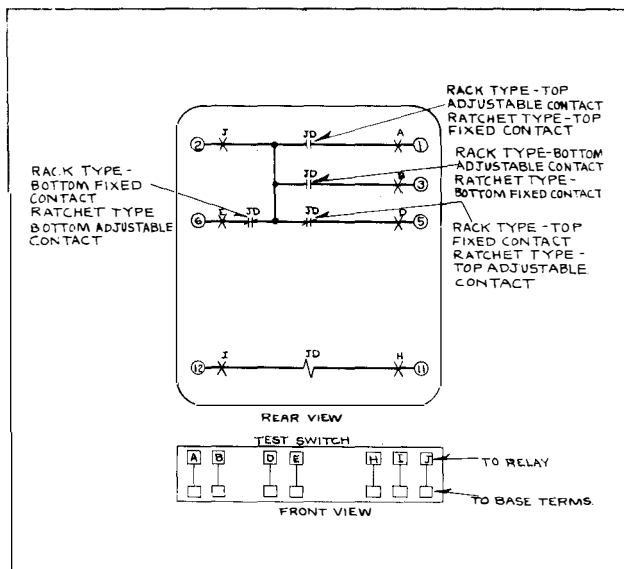 RACK TYPE-TOP
ADJUSTABLE CONTACT
RATCHET TYPE-TOP
FIXED CONTACT
2 J JD A 1
RACK TYPE-BOTTOM
ADJUSTABLE CONTACT
RATCHET TYPE-
BOTTOM FIXED CONTACT
JD B 3
RACK TYPE-
BOTTOM FIXED
CONTACT
RATCHET TYPE
BOTTOM ADJUSTABLE
CONTACT
6 E JD JD D 5
RACK TYPE-TOP
FIXED CONTACT
RATCHET TYPE-
TOP ADJUSTABLE
CONTACT
12 I JD H 11
REAR VIEW
TEST SWITCH
A B D E H I J
TO RELAY
TO BASE TERMS.
FRONT VIEW